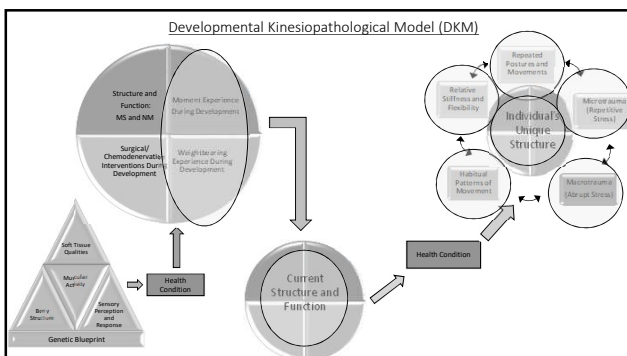 Developmental Kinesiopathological Model (DKM)
Structure and
Function:
MS and NM
Moment Experience
During Development
Surgical/
Chemodenervation
Interventions During
Development
Weightbearing
Experience During
Development
Soft Tissue
Qualities
Muscular
Activity
Bony
Structure
Sensory
Perception
and
Response
Genetic Blueprint
Health
Condition
Current
Structure and
Function
Health Condition
Repeated
Postures and
Movements
Relative
Stiffness and
Flexibility
Individual's
Unique
Structure
Microtrauma
(Repetitive
Stress)
Habitual
Patterns of
Movement
Macrotrauma
(Abrupt Stress)